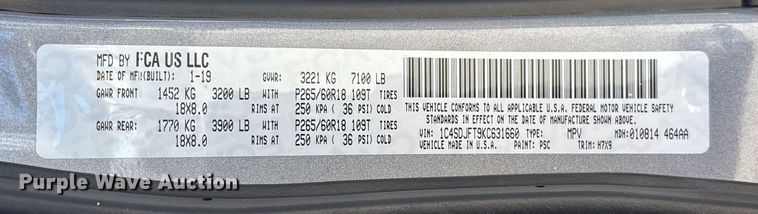 MFD BY FCA US LLC
DATE OF MFR(BUILT): 1-19 GVWR: 3221 KG 7100 LB
GAWR FRONT: 1452 KG 3200 LB P265/60R18 109T TIRES
18X8.0 RIMS AT 250 KPA ( 36 PSI) COLD
GAWR REAR: 1770 KG 3900 LB P265/60R18 109T TIRES
18X8.0 RIMS AT 250 KPA ( 36 PSI) COLD
THIS VEHICLE CONFORMS TO ALL APPLICABLE U.S.A. FEDERAL MOTOR VEHICLE SAFETY
STANDARDS IN EFFECT ON THE DATE OF MANUFACTURE SHOWN ABOVE.
VIN: 1C4SDJFT9KC631660 TYPE: MPV MDH: 010814 464AA
VEHICLE MADE IN U.S.A. PAINT: PSC TRIM: H7X9
Purple Wave Auction